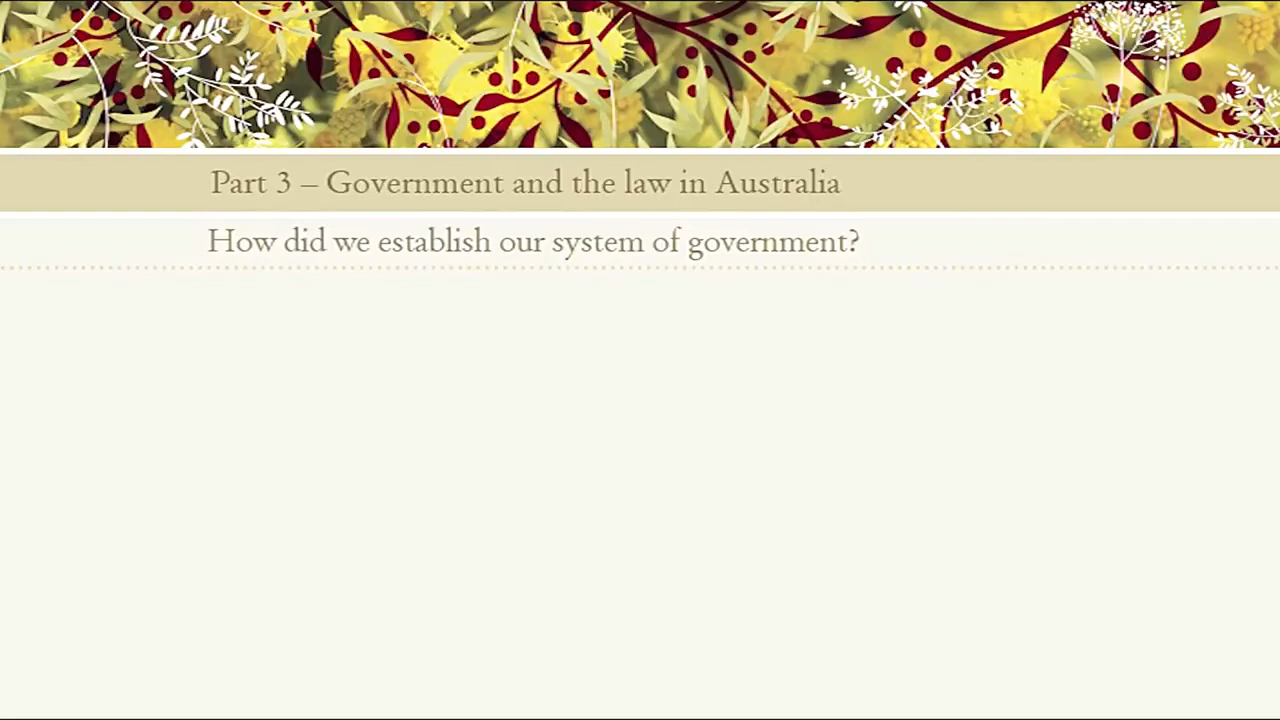 Part 3 – Government and the law in Australia
How did we establish our system of government?